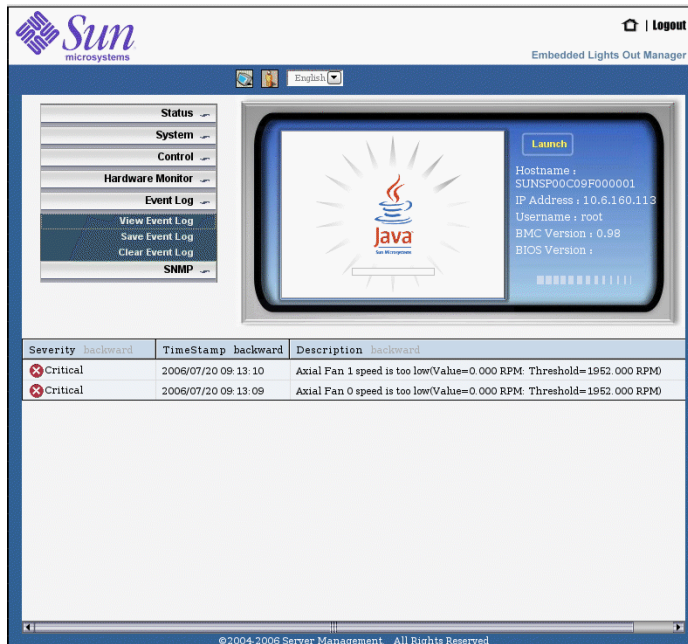 Sun
microsystems
| Logout
Embedded Lights Out Manager
English
Status
System
Control
Hardware Monitor
Event Log
View Event Log
Save Event Log
Clear Event Log
SNMP
Java
Sun Microsystems
Launch
Hostname :
SUNSP00C09F000001
IP Address : 10.6.160.113
Username : root
BMC Version : 0.98
BIOS Version :
Severity backward TimeStamp backward Description backward
Critical 2006/07/20 09:13:10 Axial Fan 1 speed is too low(Value=0.000 RPM: Threshold=1952.000 RPM)
Critical 2006/07/20 09:13:09 Axial Fan 0 speed is too low(Value=0.000 RPM: Threshold=1952.000 RPM)
©2004-2006 Server Management. All Rights Reserved